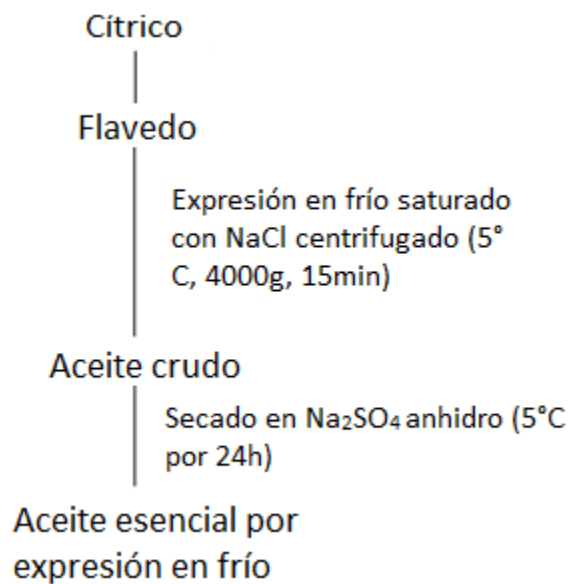 Cítrico
Flavedo
Expresión en frío saturado
con NaCl centrifugado (5°
C, 4000g, 15min)
Aceite crudo
Secado en Na₂SO₄ anhidro (5°C
por 24h)
Aceite esencial por
expresión en frío